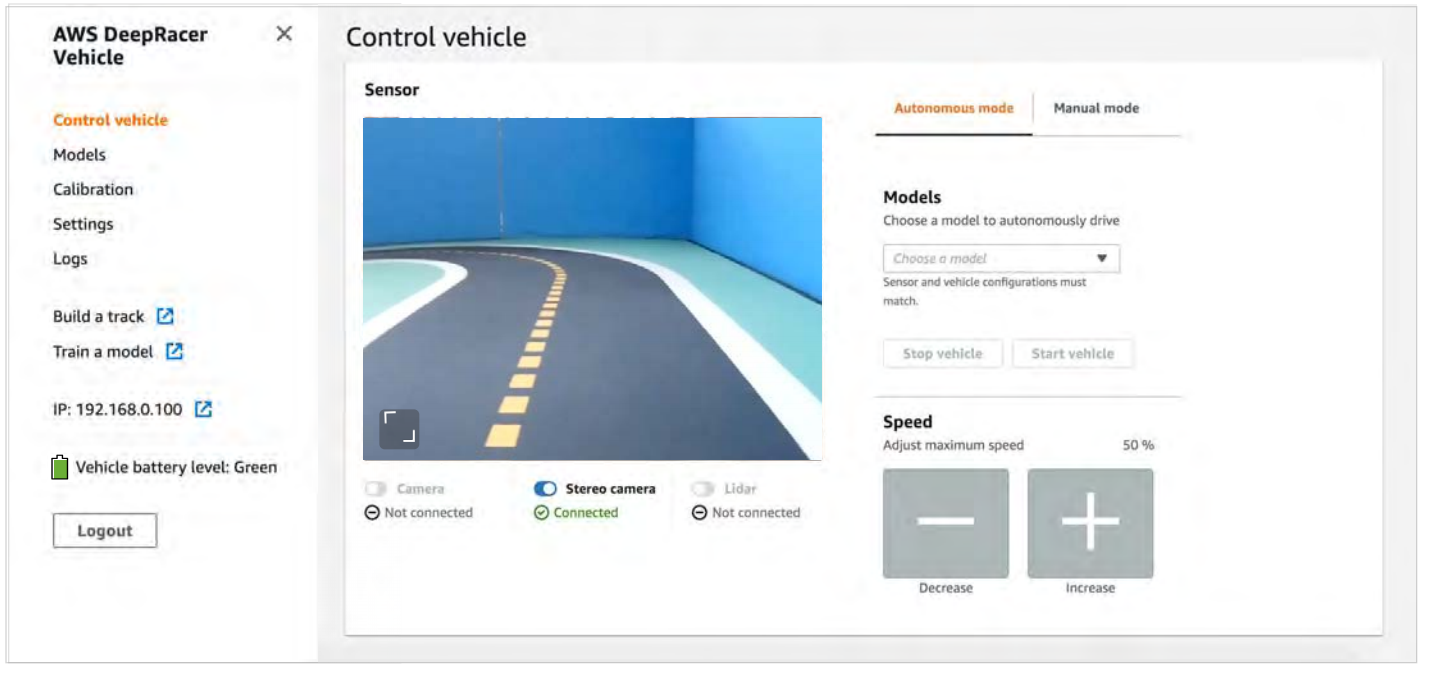 AWS DeepRacer
Vehicle
Control vehicle
Models
Calibration
Settings
Logs
Build a track
Train a model
IP: 192.168.0.100
Vehicle battery level: Green
Logout
Control vehicle
Sensor
Camera
Not connected
Stereo camera
Connected
Lidar
Not connected
Autonomous mode
Manual mode
Models
Choose a model to autonomously drive
Choose a model
Sensor and vehicle configurations must
match.
Stop vehicle
Start vehicle
Speed
Adjust maximum speed 50 %
Decrease
Increase